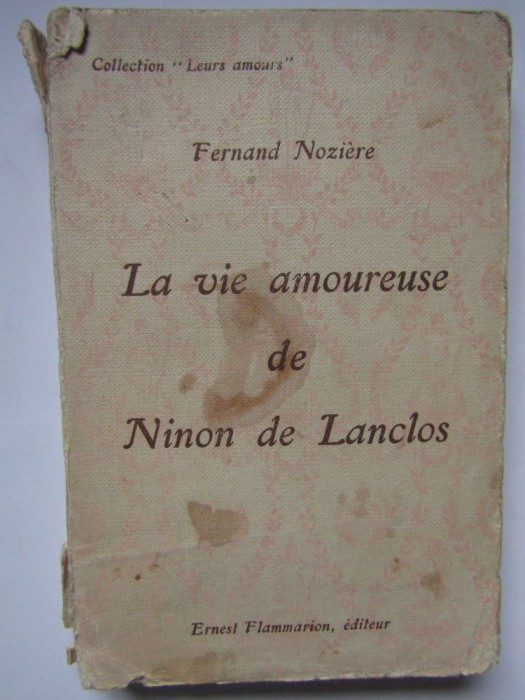 Collection "Leurs amours"
Fernand Nozière
La vie amoureuse
de
Ninon de Lanclos
Ernest Flammarion, éditeur